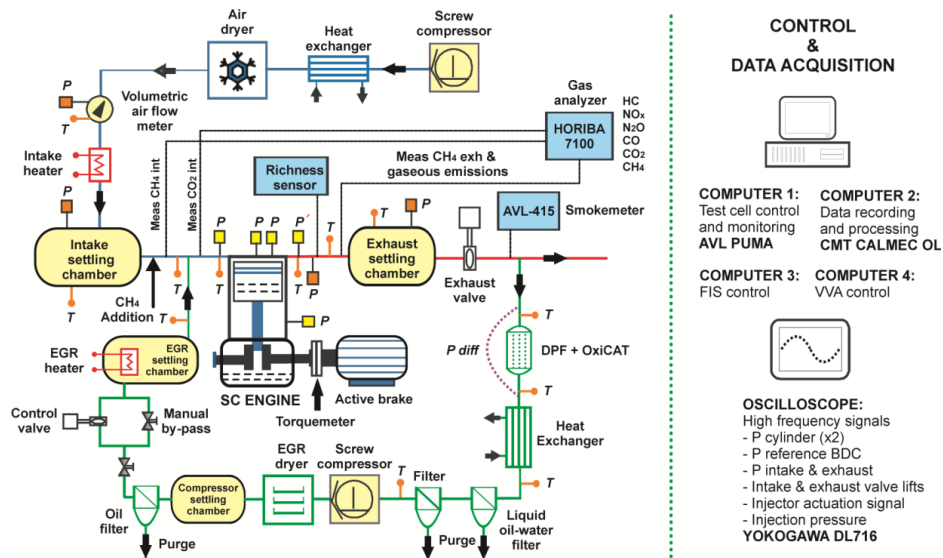 Air
dryer
Heat
exchanger
Screw
compressor
P
T
Volumetric
air flow
meter
Gas
analyzer
HORIBA
7100
HC
NOx
N2O
CO
CO2
CH4
Intake
heater
Meas CH4 int
Meas CO2 int
Richness
sensor
Meas CH4 exh &
gaseous emissions
AVL-415
Smokemeter
P
Intake
settling
chamber
T
CH4
Addition
T
T
T
P
P
P
P´
T
P
T
P
T
P
Exhaust
settling
chamber
Exhaust
valve
EGR
heater
EGR
settling
chamber
SC ENGINE
Active brake
Torquemeter
P diff
T
DPF + OxiCAT
T
Heat
Exchanger
T
Control
valve
Manual
by-pass
Oil
filter
Purge
Compressor
settling
chamber
EGR
dryer
Screw
compressor
T
Filter
Purge
Liquid
oil-water
filter
CONTROL
&
DATA ACQUISITION
COMPUTER 1:
Test cell control
and monitoring
AVL PUMA
COMPUTER 2:
Data recording
and processing
CMT CALMEC OL
COMPUTER 3:
FIS control
COMPUTER 4:
VVA control
OSCILLOSCOPE:
High frequency signals
- P cylinder (x2)
- P reference BDC
- P intake & exhaust
- Intake & exhaust valve lifts
- Injector actuation signal
- Injection pressure
YOKOGAWA DL716